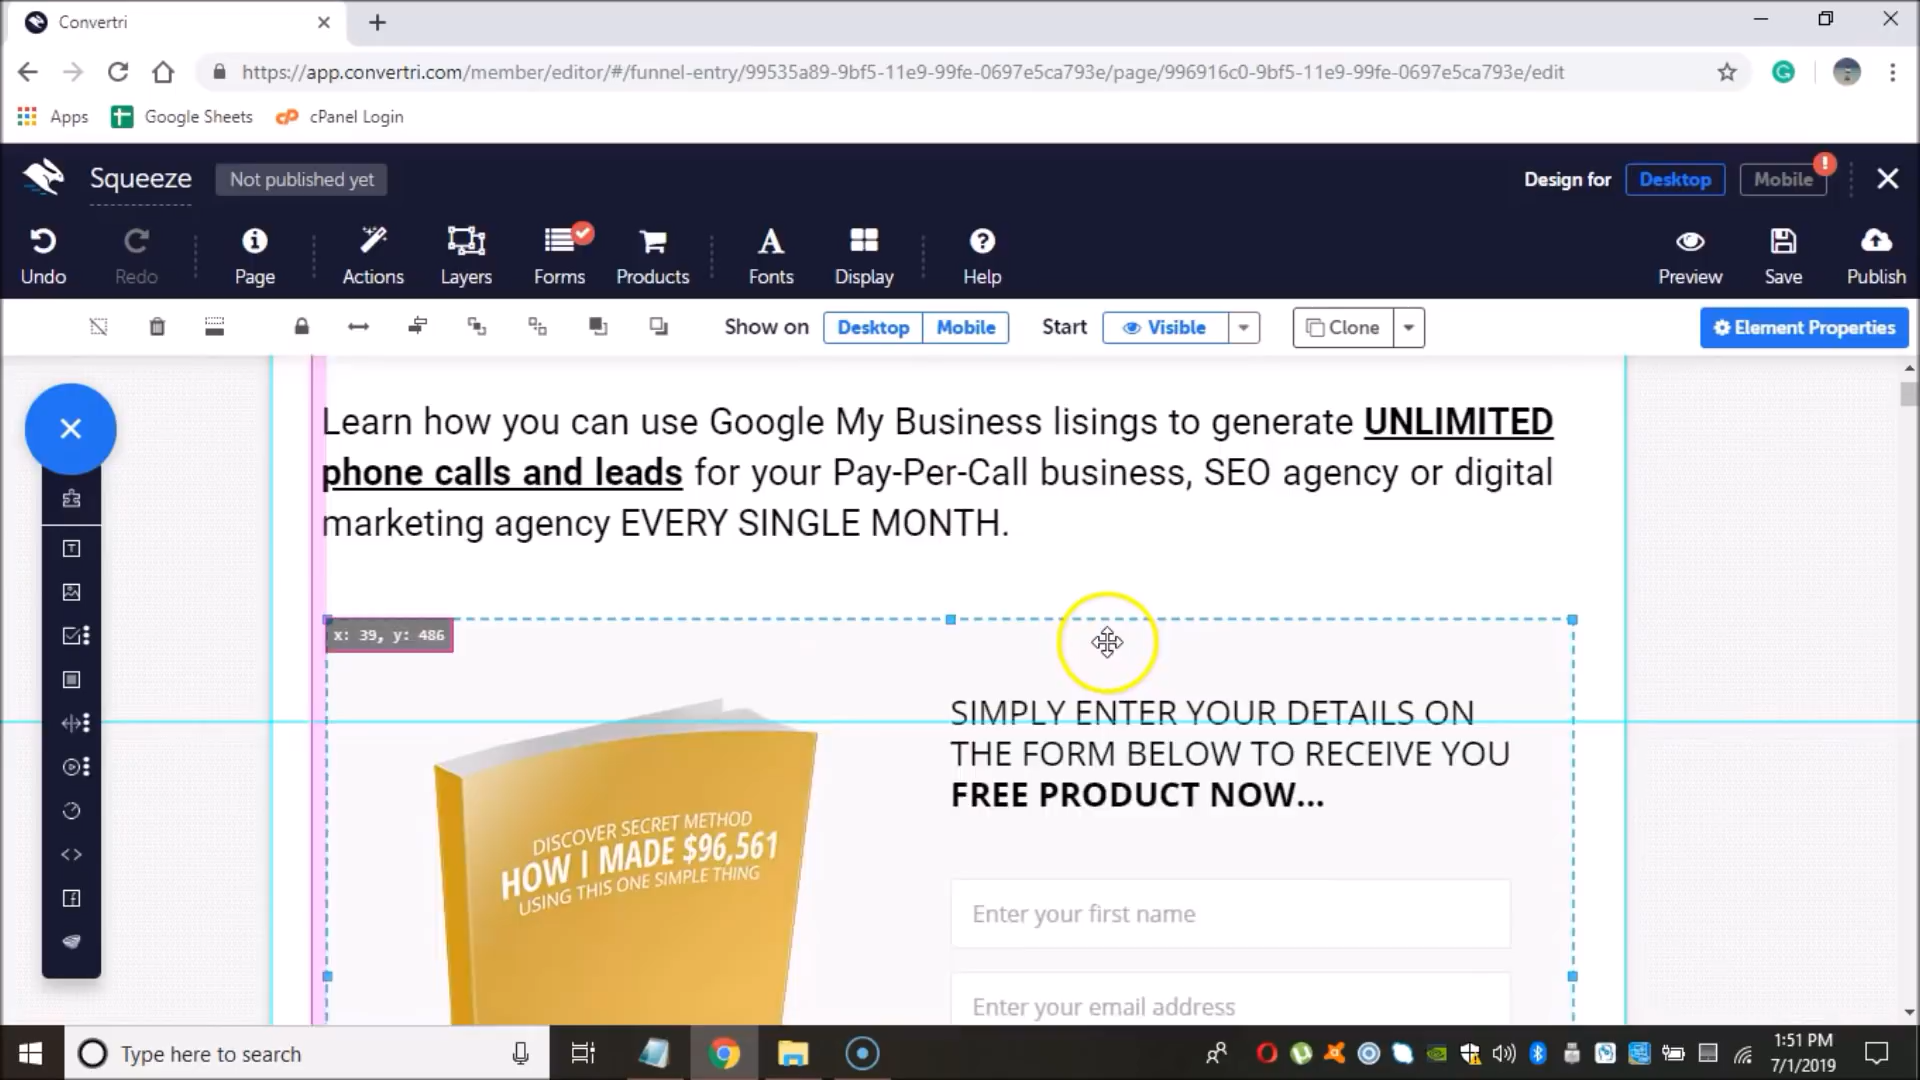 Convertri
https://app.convertri.com/member/editor/#/funnel-entry/99535a89-9bf5-11e9-99fe-0697e5ca793e/page/996916c0-9bf5-11e9-99fe-0697e5ca793e/edit
Apps Google Sheets cPanel Login
Squeeze Not published yet Design for Desktop Mobile
Undo Redo Page Actions Layers Forms Products Fonts Display Help Preview Save Publish
Show on Desktop Mobile Start Visible Clone Element Properties
Learn how you can use Google My Business lisings to generate UNLIMITED
phone calls and leads for your Pay-Per-Call business, SEO agency or digital
marketing agency EVERY SINGLE MONTH.
x: 39, y: 486
SIMPLY ENTER YOUR DETAILS ON
THE FORM BELOW TO RECEIVE YOU
FREE PRODUCT NOW...
DISCOVER SECRET METHOD
HOW I MADE $96,561
USING THIS ONE SIMPLE THING
Enter your first name
Enter your email address
Type here to search
1:51 PM
7/1/2019